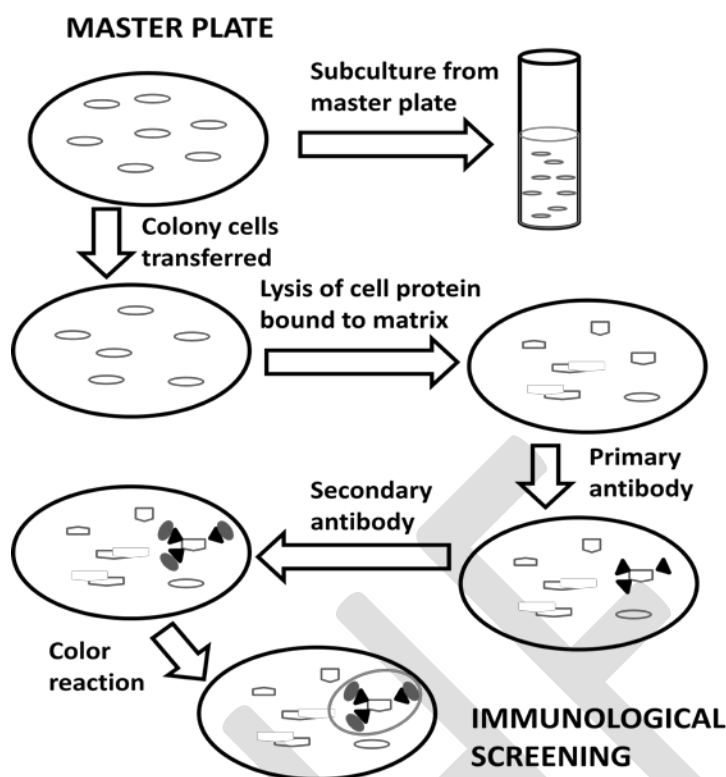 MASTER PLATE
Subculture from
master plate
Colony cells
transferred
Lysis of cell protein
bound to matrix
Primary
antibody
Secondary
antibody
Color
reaction
IMMUNOLOGICAL
SCREENING